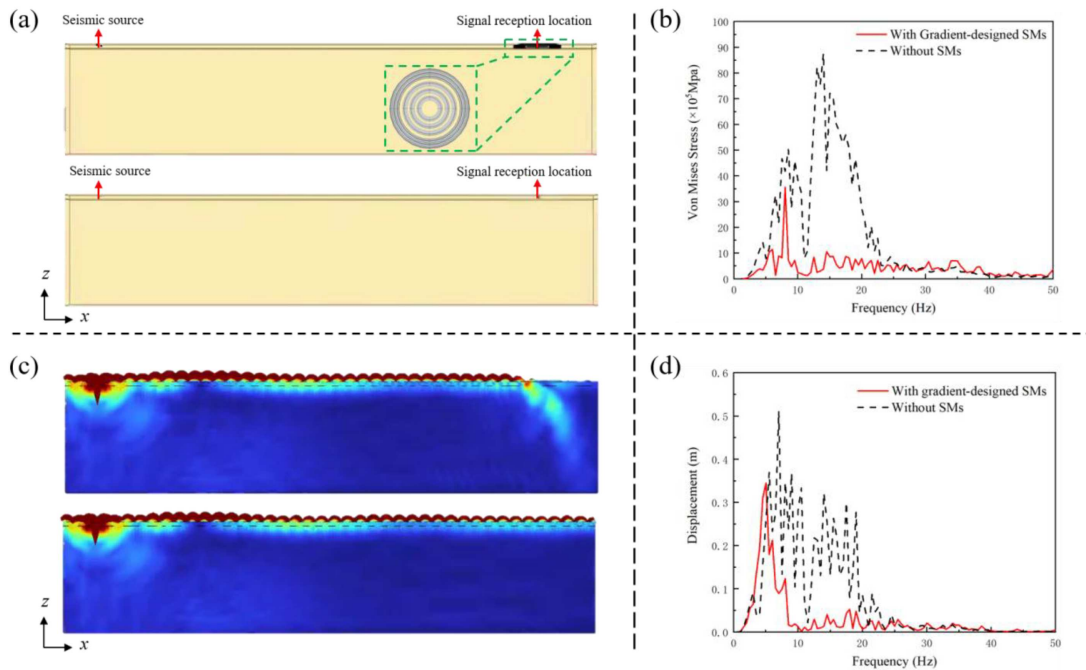 (a)
Seismic source
Signal reception location
Seismic source
Signal reception location
z
x
(b)
With Gradient-designed SMs
Without SMs
Von Mises Stress (×10⁵Mpa)
100
90
80
70
60
50
40
30
20
10
0
0 10 20 30 40 50
Frequency (Hz)
(c)
z
x
(d)
With gradient-designed SMs
Without SMs
Displacement (m)
0.6
0.5
0.4
0.3
0.2
0.1
0.0
0 10 20 30 40 50
Frequency (Hz)